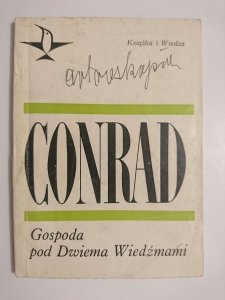 Książka i Wiedza
CONRAD
Gospoda
pod Dwiema Wiedźmami